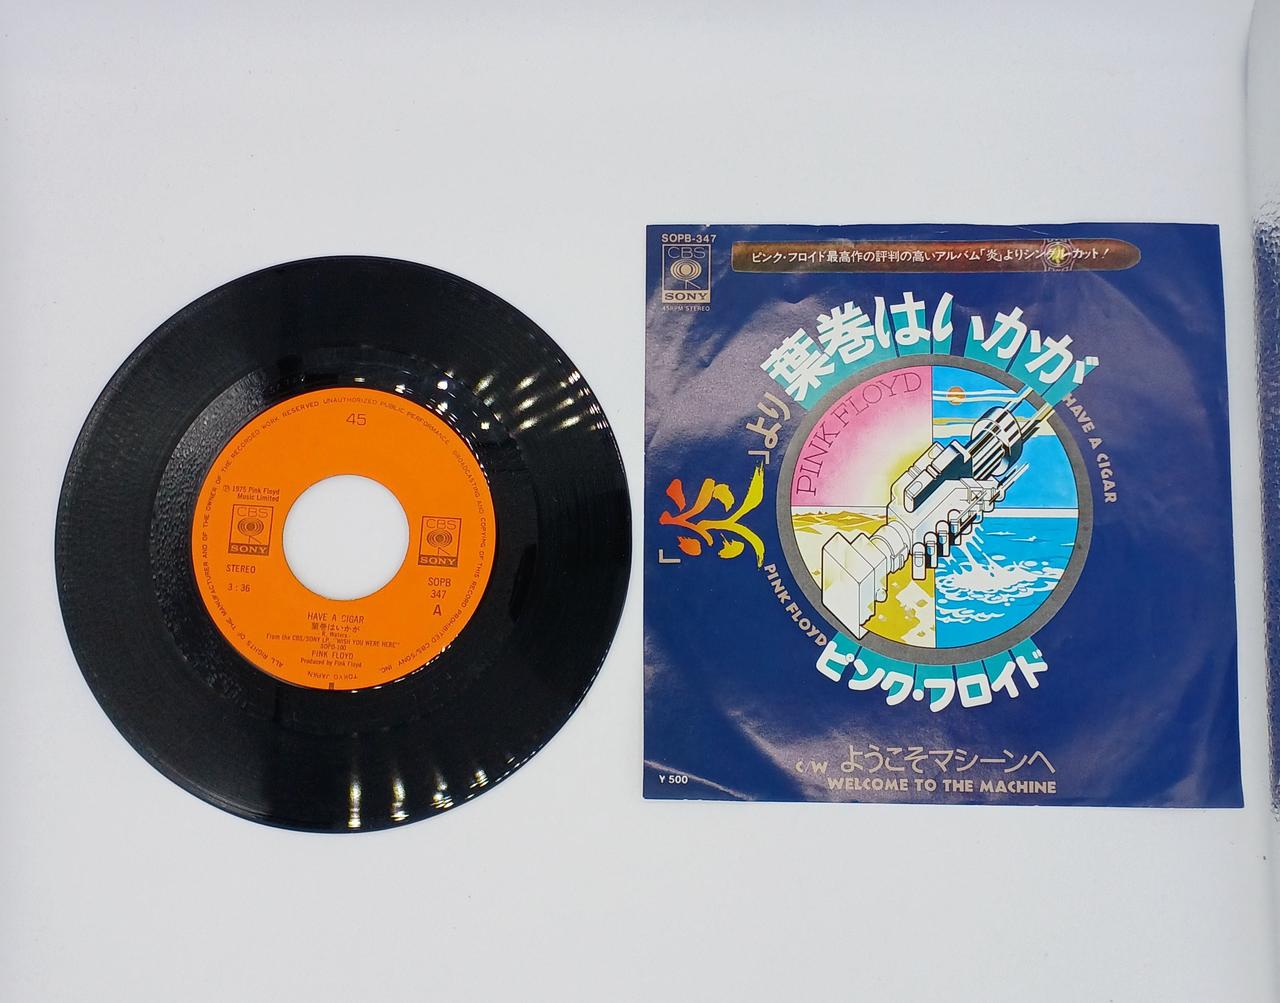 45
ALL RIGHTS OF THE MANUFACTURER AND OF THE OWNER OF THE RECORDED WORK RESERVED UNAUTHORIZED PUBLIC PERFORMANCE BROADCASTING AND COPYING OF THIS RECORD PROHIBITED CBS/SONY INC. TOKYO JAPAN
℗ 1975 Pink Floyd
Music Limited
CBS
SONY
CBS
SONY
STEREO
3:36
SOPB
347
A
HAVE A CIGAR
葉巻はいかが
R. Waters
From the CBS/SONY LP, "WISH YOU WERE HERE"
SOPO-100
PINK FLOYD
Produced by Pink Floyd
SOPB-347
CBS
SONY
45RPM STEREO
ピンク・フロイド最高作の評判の高いアルバム「炎」よりシングル・カット!
「炎」より
葉巻はいかが
HAVE A CIGAR
PINK FLOYD
PINK FLOYD
ピンク・フロイド
c/w ようこそマシーンへ
WELCOME TO THE MACHINE
¥500